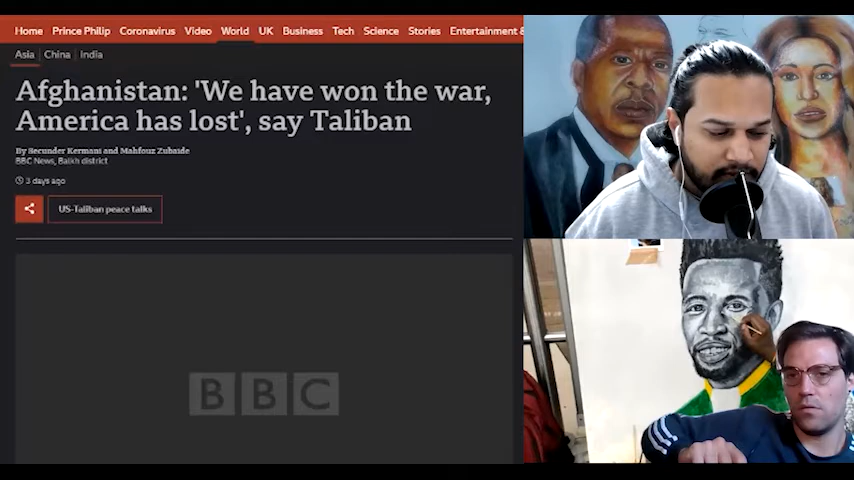 Home Prince Philip Coronavirus Video World UK Business Tech Science Stories Entertainment &
Asia China India
Afghanistan: 'We have won the war,
America has lost', say Taliban
By Secunder Kermani and Mahfouz Zubaide
BBC News, Balkh district
3 days ago
US-Taliban peace talks
BBC